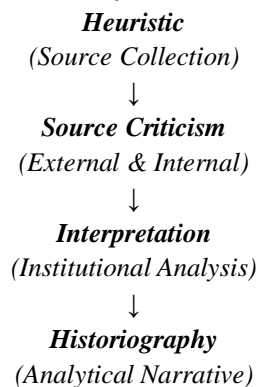 Heuristic
(Source Collection)
↓
Source Criticism
(External & Internal)
↓
Interpretation
(Institutional Analysis)
↓
Historiography
(Analytical Narrative)